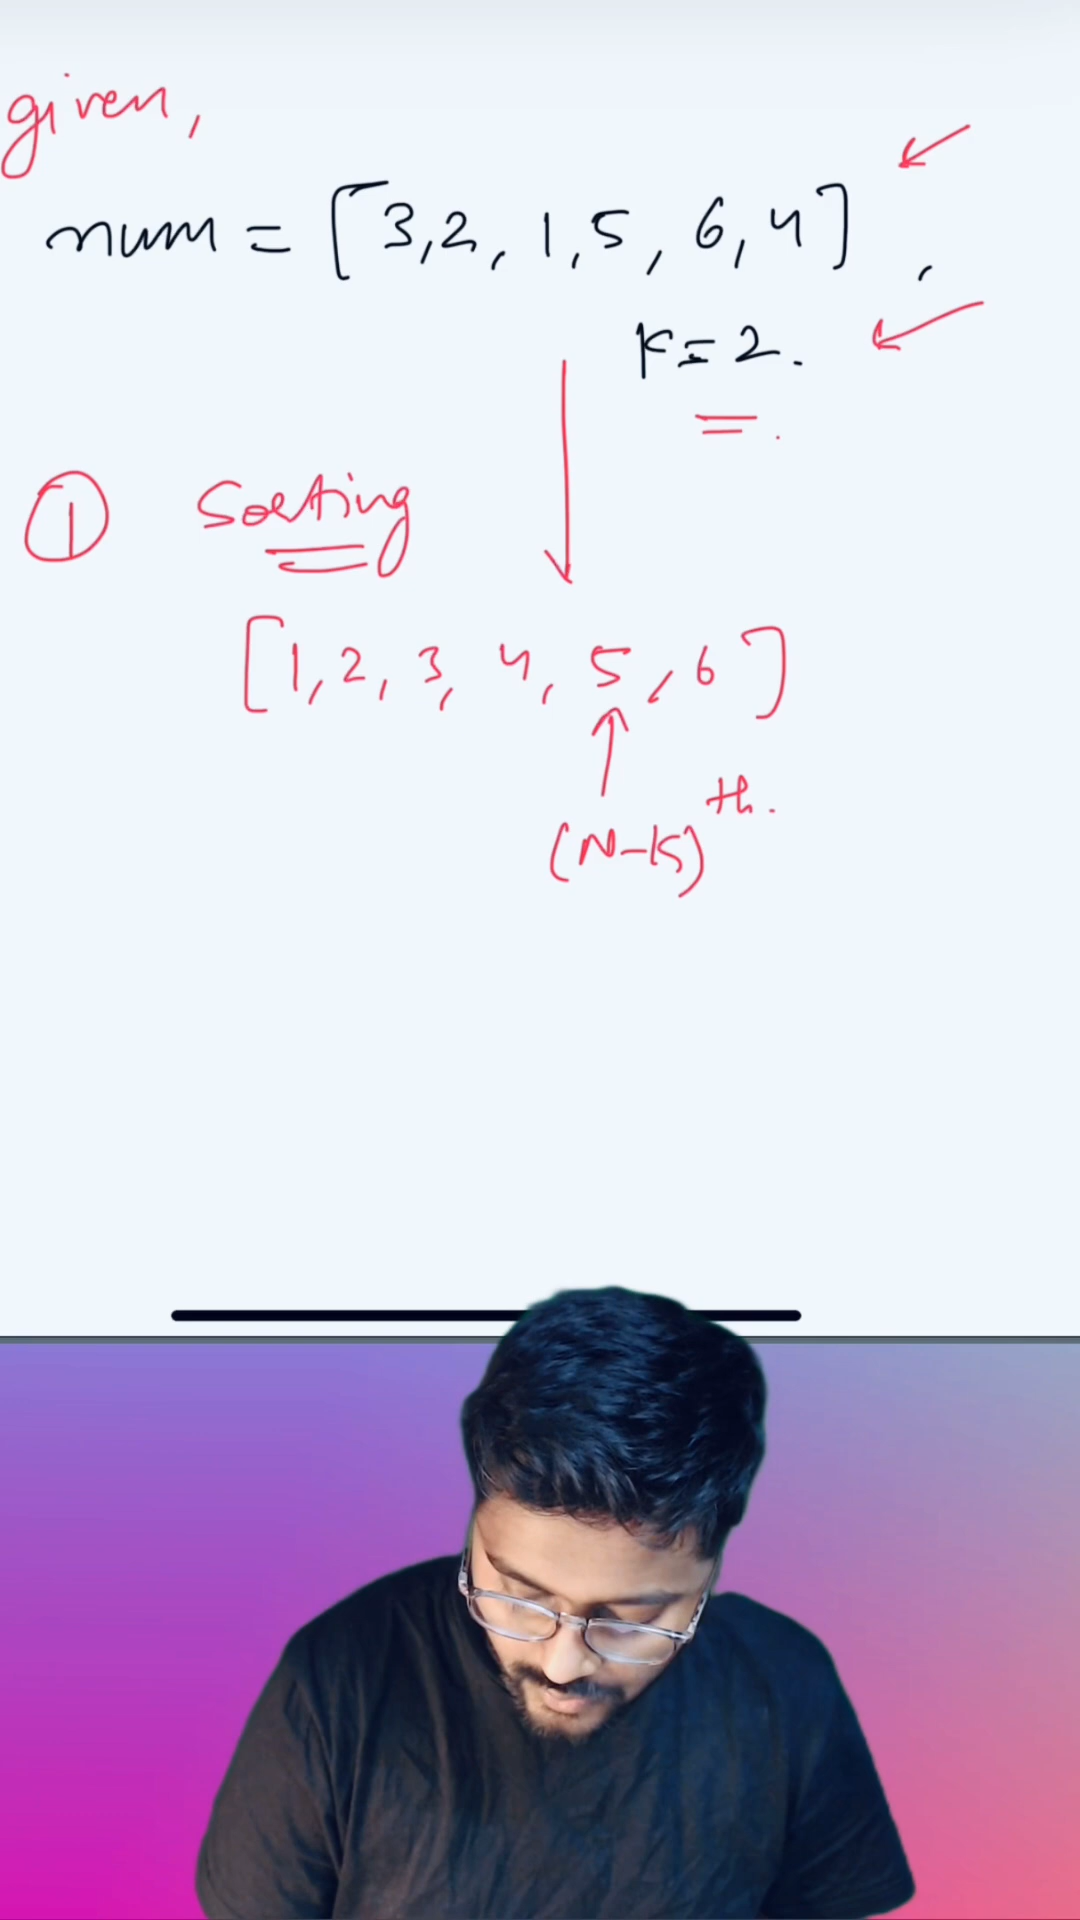 given,
num = [3,2, 1,5, 6,4],
K = 2.
① Sorting
[1,2,3,4,5,6]
(N-K)th.